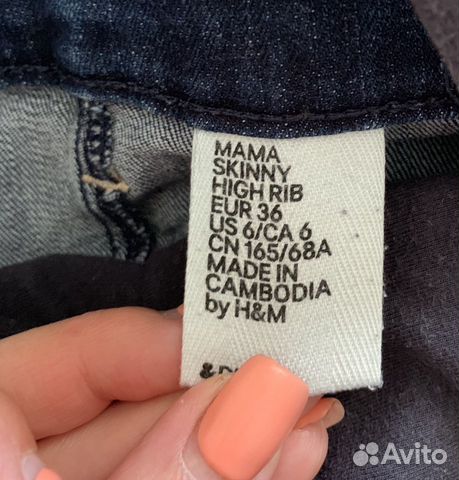 MAMA
SKINNY
HIGH RIB
EUR 36
US 6/CA 6
CN 165/68A
MADE IN
CAMBODIA
by H&M
Avito